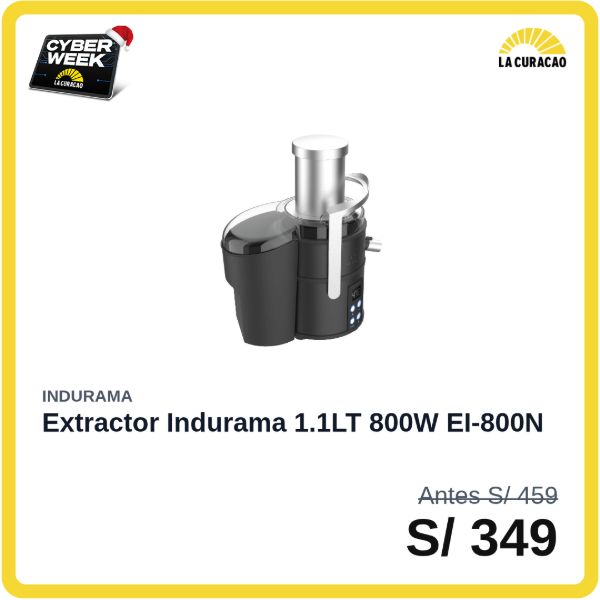 CYBER
WEEK
LA CURACAO
LA CURACAO
INDURAMA
Extractor Indurama 1.1LT 800W EI-800N
Antes S/ 459
S/ 349